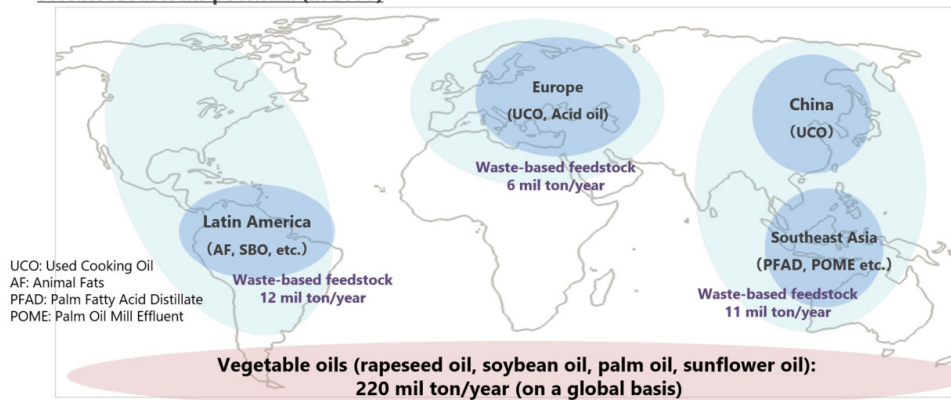 Europe
(UCO, Acid oil)
China
(UCO)
Waste-based feedstock
6 mil ton/year
Latin America
(AF, SBO, etc.)
Southeast Asia
(PFAD, POME etc.)
UCO: Used Cooking Oil
AF: Animal Fats
PFAD: Palm Fatty Acid Distillate
POME: Palm Oil Mill Effluent
Waste-based feedstock
12 mil ton/year
Waste-based feedstock
11 mil ton/year
Vegetable oils (rapeseed oil, soybean oil, palm oil, sunflower oil):
220 mil ton/year (on a global basis)